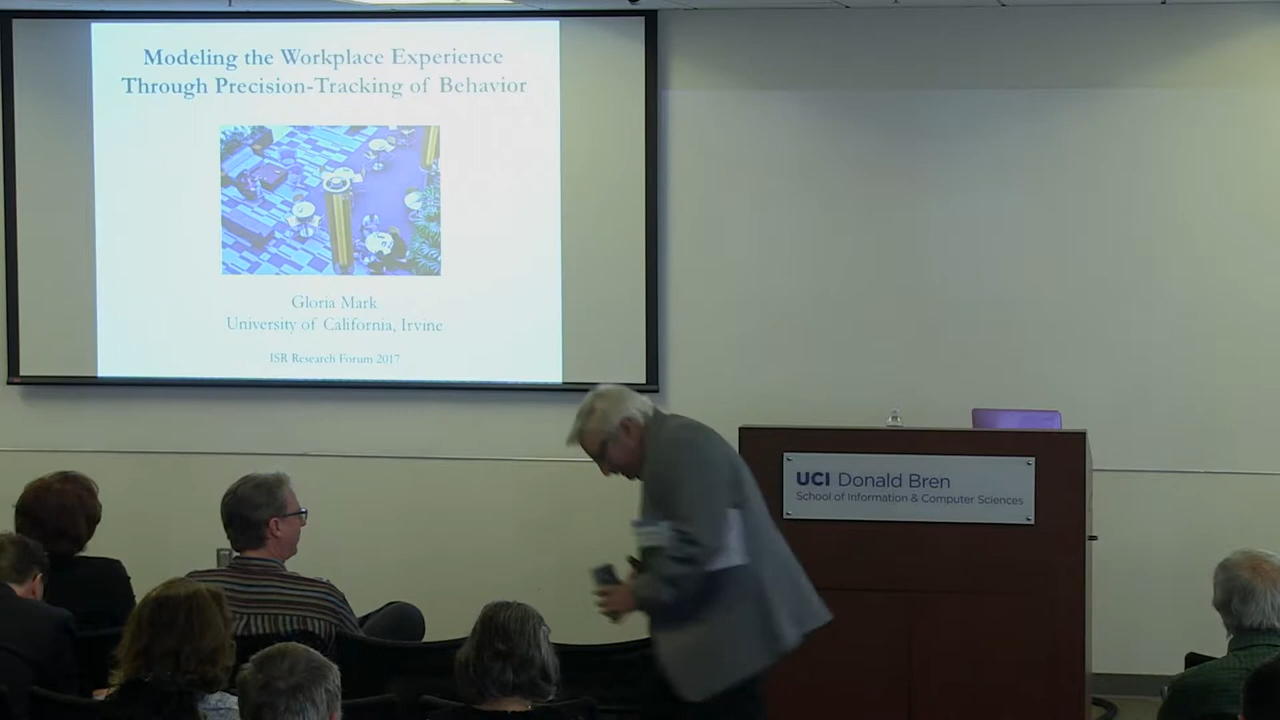 Modeling the Workplace Experience
Through Precision-Tracking of Behavior
Gloria Mark
University of California, Irvine
ISR Research Forum 2017
UCI Donald Bren
School of Information & Computer Sciences